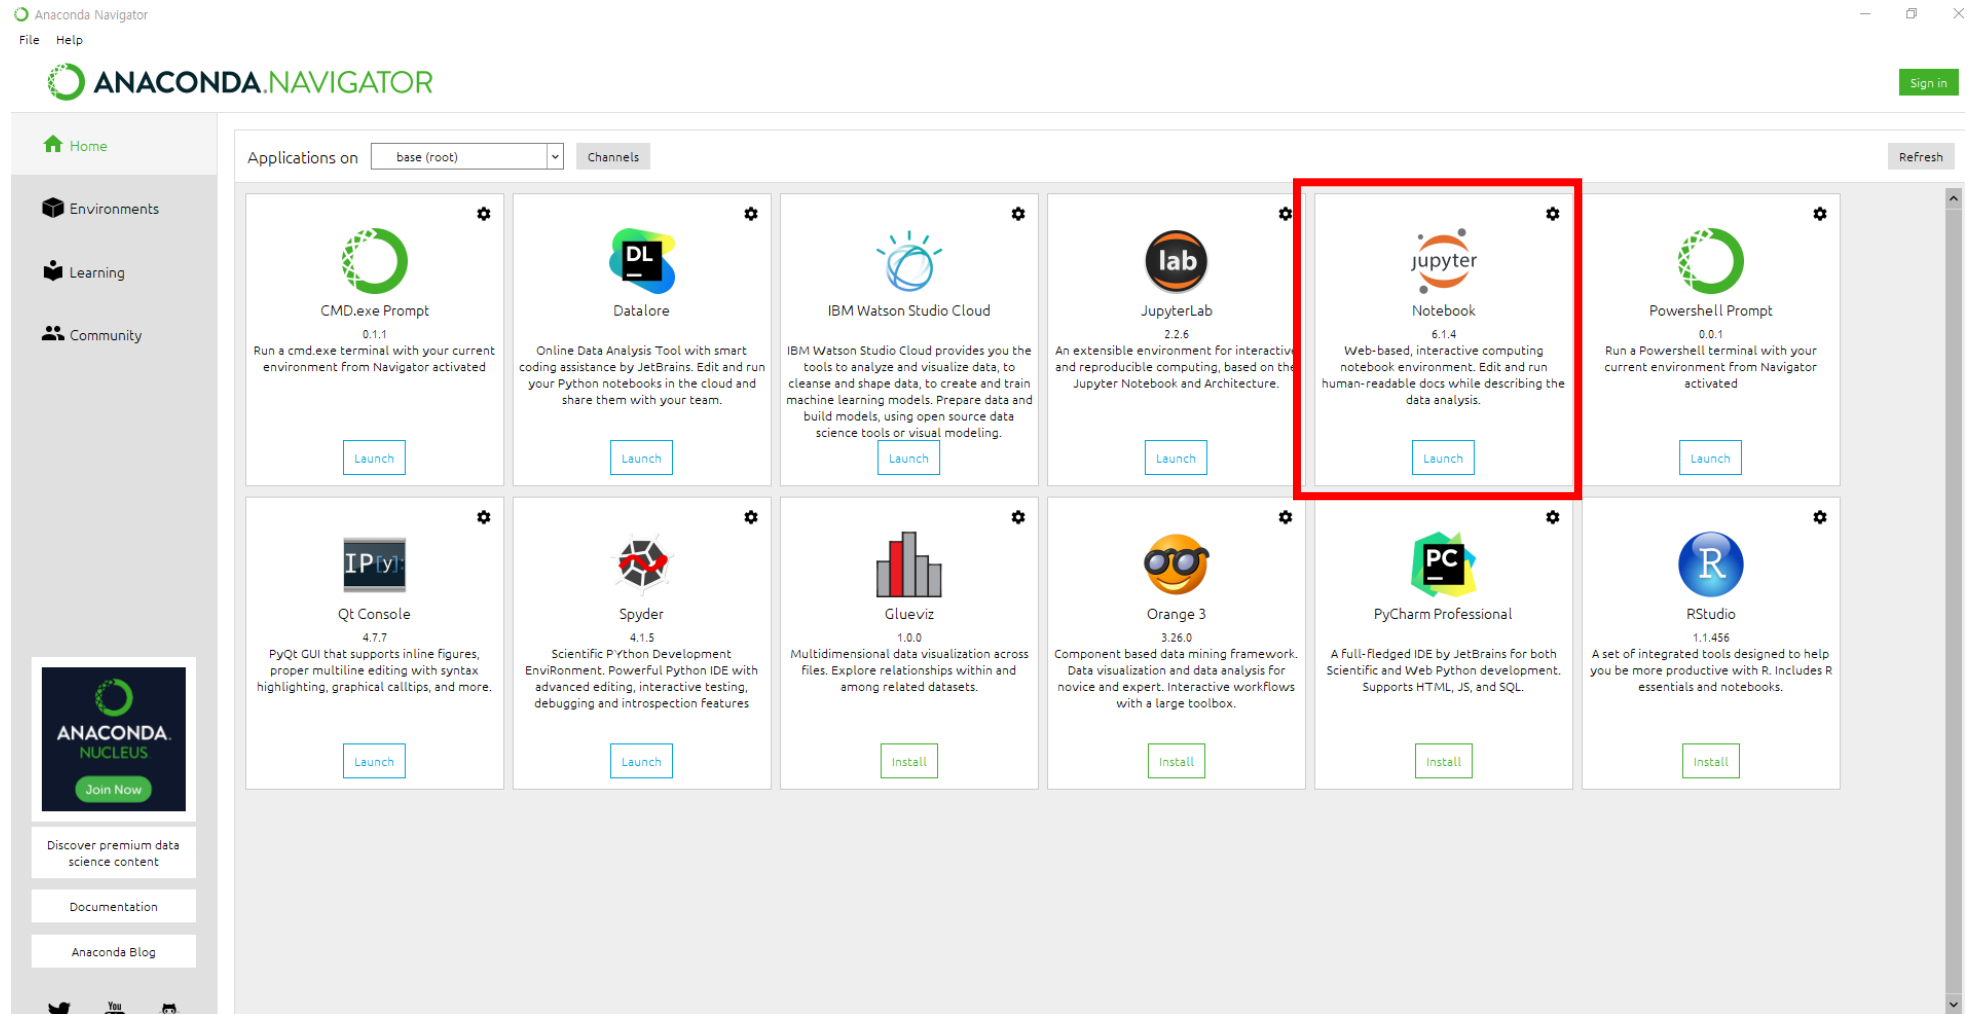 Anaconda Navigator
File Help
ANACONDA.NAVIGATOR
Sign in
Home
Environments
Learning
Community
Applications on base (root) Channels
Refresh
CMD.exe Prompt
0.1.1
Run a cmd.exe terminal with your current
environment from Navigator activated
Launch
DL
Datalore
Online Data Analysis Tool with smart
coding assistance by JetBrains. Edit and run
your Python notebooks in the cloud and
share them with your team.
Launch
IBM Watson Studio Cloud
IBM Watson Studio Cloud provides you the
tools to analyze and visualize data, to
cleanse and shape data, to create and train
machine learning models. Prepare data and
build models, using open source data
science tools or visual modeling.
Launch
lab
JupyterLab
2.2.6
An extensible environment for interactive
and reproducible computing, based on the
Jupyter Notebook and Architecture.
Launch
jupyter
Notebook
6.1.4
Web-based, interactive computing
notebook environment. Edit and run
human-readable docs while describing the
data analysis.
Launch
Powershell Prompt
0.0.1
Run a Powershell terminal with your
current environment from Navigator
activated
Launch
IP[y]:
Qt Console
4.7.7
PyQt GUI that supports inline figures,
proper multiline editing with syntax
highlighting, graphical calltips, and more.
Launch
Spyder
4.1.5
Scientific PYthon Development
EnviRonment. Powerful Python IDE with
advanced editing, interactive testing,
debugging and introspection features
Launch
Glueviz
1.0.0
Multidimensional data visualization across
files. Explore relationships within and
among related datasets.
Install
Orange 3
3.26.0
Component based data mining framework.
Data visualization and data analysis for
novice and expert. Interactive workflows
with a large toolbox.
Install
PC
PyCharm Professional
A full-fledged IDE by JetBrains for both
Scientific and Web Python development.
Supports HTML, JS, and SQL.
Install
R
RStudio
1.1.456
A set of integrated tools designed to help
you be more productive with R. Includes R
essentials and notebooks.
Install
ANACONDA.
NUCLEUS
Join Now
Discover premium data
science content
Documentation
Anaconda Blog
You